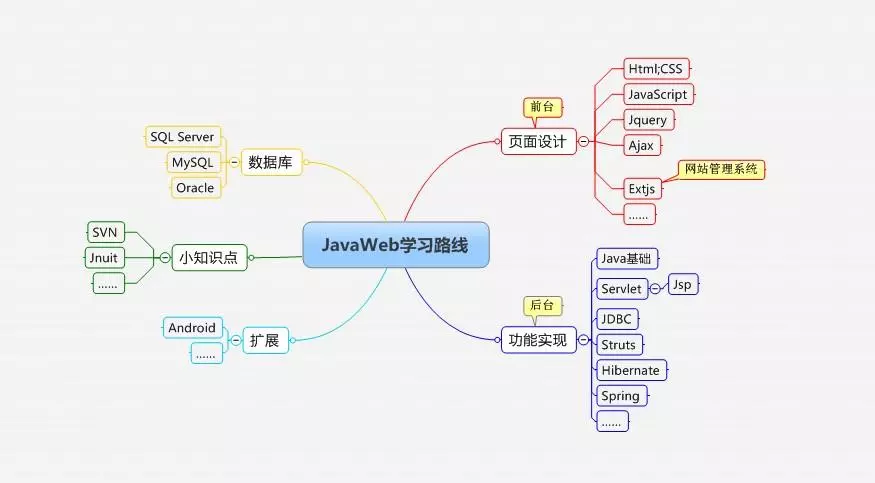 JavaWeb学习路线
前台
页面设计
Html;CSS
JavaScript
Jquery
Ajax
Extjs
网站管理系统
......
后台
功能实现
Java基础
Servlet
Jsp
JDBC
Struts
Hibernate
Spring
......
数据库
SQL Server
MySQL
Oracle
小知识点
SVN
Jnuit
......
扩展
Android
......